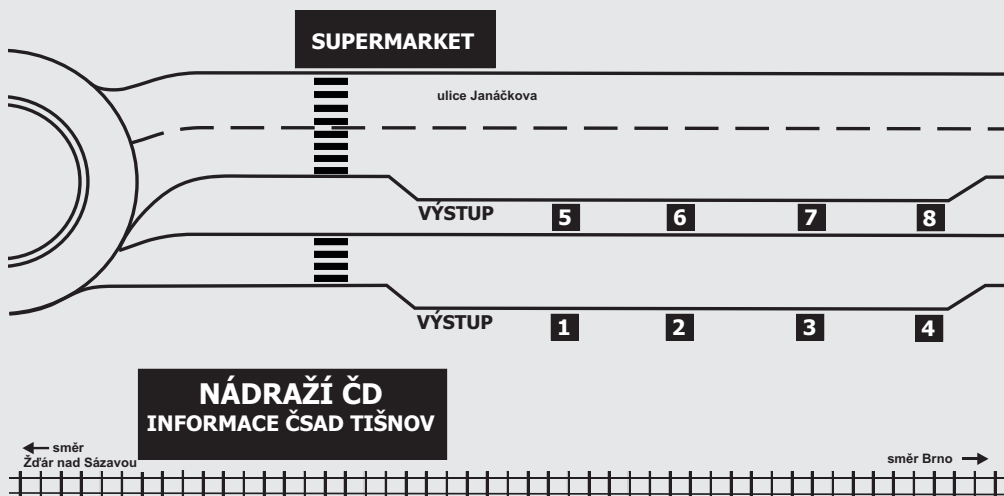 SUPERMARKET
ulice Janáčkova
VÝSTUP 5 6 7 8
VÝSTUP 1 2 3 4
NÁDRAŽÍ ČD
INFORMACE ČSAD TIŠNOV
směr
Žďár nad Sázavou
směr Brno